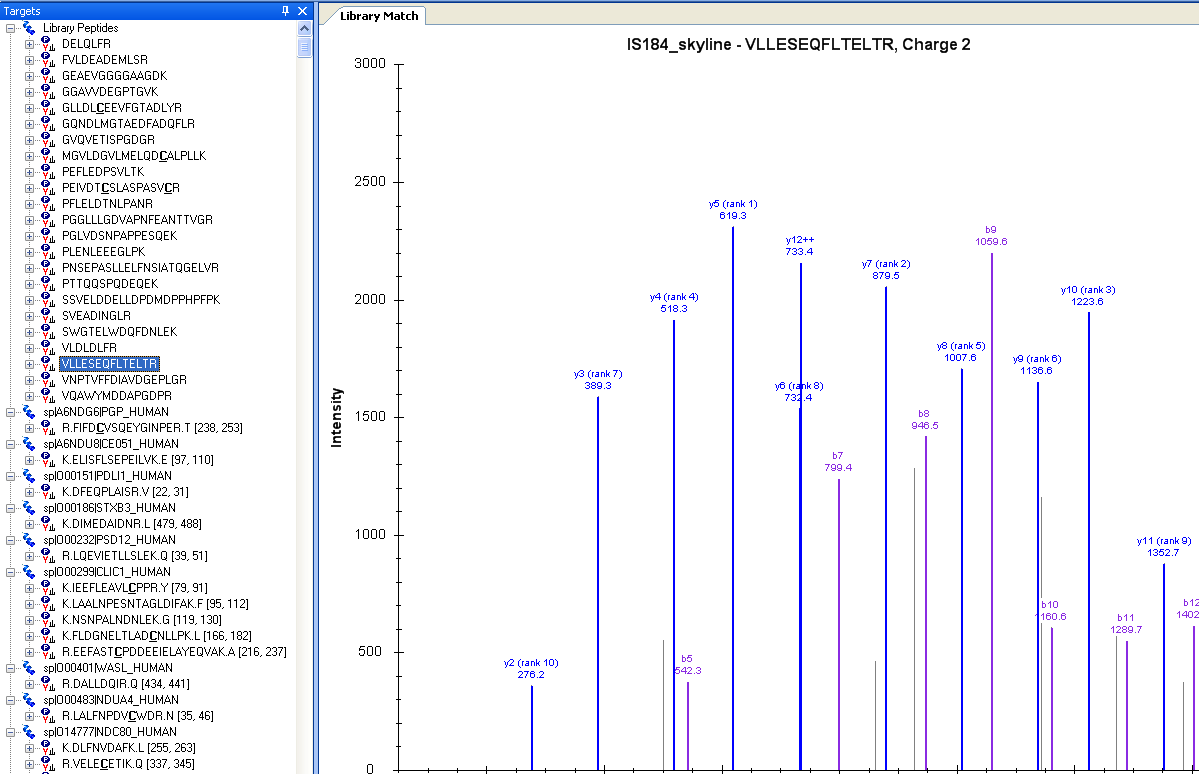 Targets
Library Peptides
DELQLFR
FVLDEADEMLSR
GEAEVGGGGAAGDK
GGAVVDEGPTGVK
GLLDLCEEVFGTADLYR
GQNDLMGTAEDFADQFLR
GVQVETISPGDGR
MGVLDGVLMELQDCALPLLK
PEFLEDPSVLTK
PEIVDTCSLASPASVCR
PFLELDTNLPANR
PGGLLLGDVAPNFEANTTVGR
PGLVDSNPAPPESQEK
PLENLEEEGLPK
PNSEPASLLELFNSIATQGELVR
PTTQQSPQDEQEK
SSVELDDELLDPDMDPPHPFPK
SVEADINGLR
SWGTELWDQFDNLEK
VLDLDLFR
VLLESEQFLTELTR
VNPTVFFDIAVDGEPLGR
VQAWYMDDAPGDPR
sp|A6NDG6|PGP_HUMAN
R.FIFDCVSQEYGINPER.T [238, 253]
sp|A6NDU8|CE051_HUMAN
K.ELISFLSEPEILVK.E [97, 110]
sp|O00151|PDLI1_HUMAN
K.DFEQPLAISR.V [22, 31]
sp|O00186|STXB3_HUMAN
K.DIMEDAIDNR.L [479, 488]
sp|O00232|PSD12_HUMAN
R.LQEVIETLLSLEK.Q [39, 51]
sp|O00299|CLIC1_HUMAN
K.IEEFLEAVLCPPR.Y [79, 91]
K.LAALNPESNTAGLDIFAK.F [95, 112]
K.NSNPALNDNLEK.G [119, 130]
K.FLDGNELTLADCNLLPK.L [166, 182]
R.EEFASTCPDDEEIELAYEQVAK.A [216, 237]
sp|O00401|WASL_HUMAN
R.DALLDQIR.Q [434, 441]
sp|O00483|NDUA4_HUMAN
R.LALFNPDVCWDR.N [35, 46]
sp|O14777|NDC80_HUMAN
K.DLFNVDAFK.L [255, 263]
R.VELECETIK.Q [337, 345]
Library Match
IS184_skyline - VLLESEQFLTELTR, Charge 2
3000
2500
2000
1500
1000
500
0
Intensity
y2 (rank 10)
276.2
y3 (rank 7)
389.3
y4 (rank 4)
518.3
b5
542.3
y5 (rank 1)
619.3
y12++
733.4
y6 (rank 8)
732.4
b7
799.4
y7 (rank 2)
879.5
b8
946.5
y8 (rank 5)
1007.6
b9
1059.6
y9 (rank 6)
1136.6
b10
1160.6
y10 (rank 3)
1223.6
b11
1289.7
y11 (rank 9)
1352.7
b12
1402